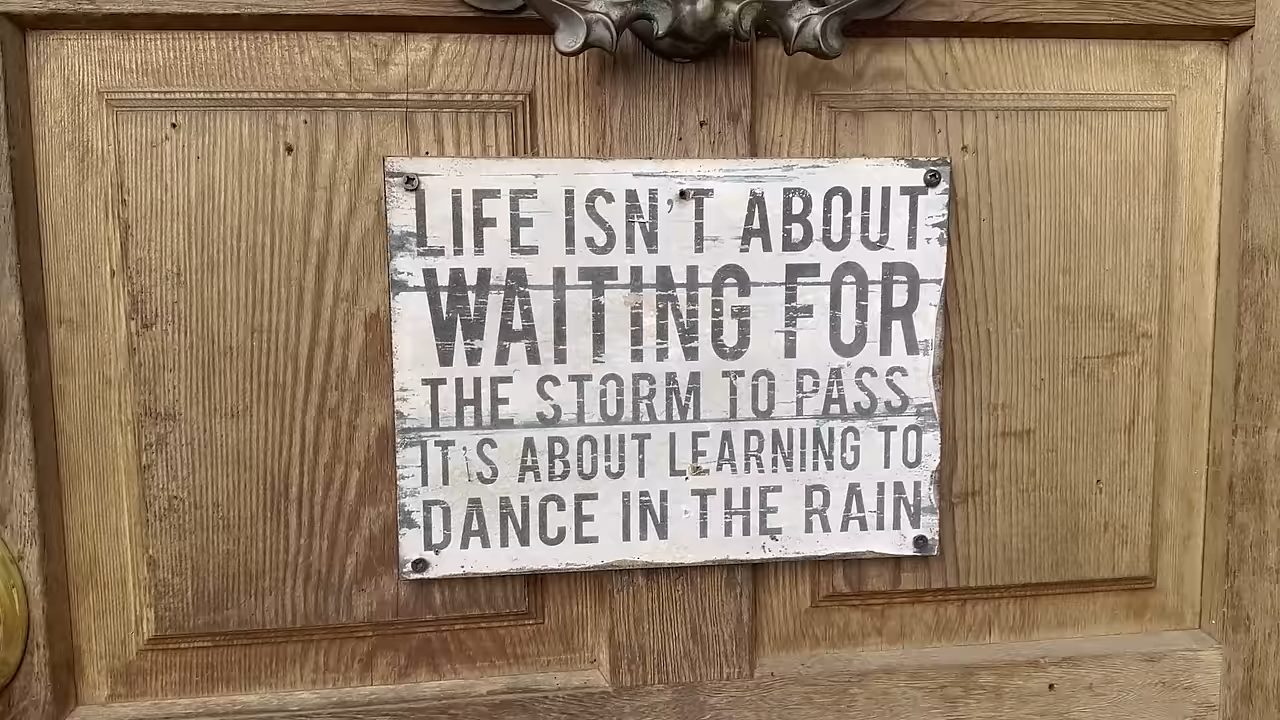 LIFE ISN'T ABOUT
WAITING FOR
THE STORM TO PASS
IT'S ABOUT LEARNING TO
DANCE IN THE RAIN